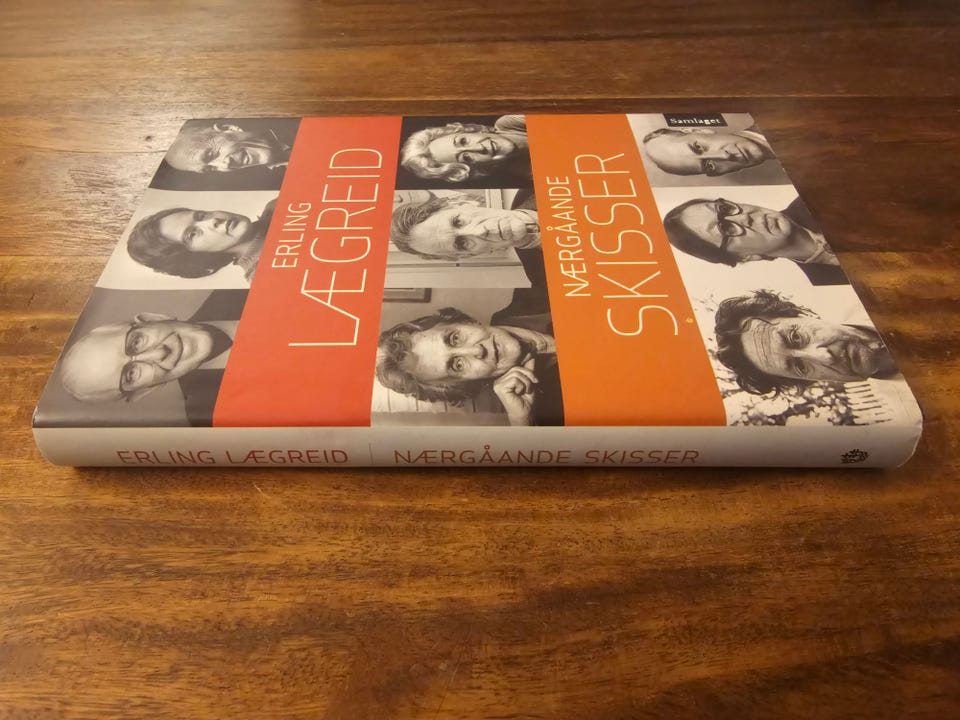 ERLING
LÆGREID
NÆRGÅANDE
SKISSER
Samlaget
ERLING LÆGREID | NÆRGÅANDE SKISSER